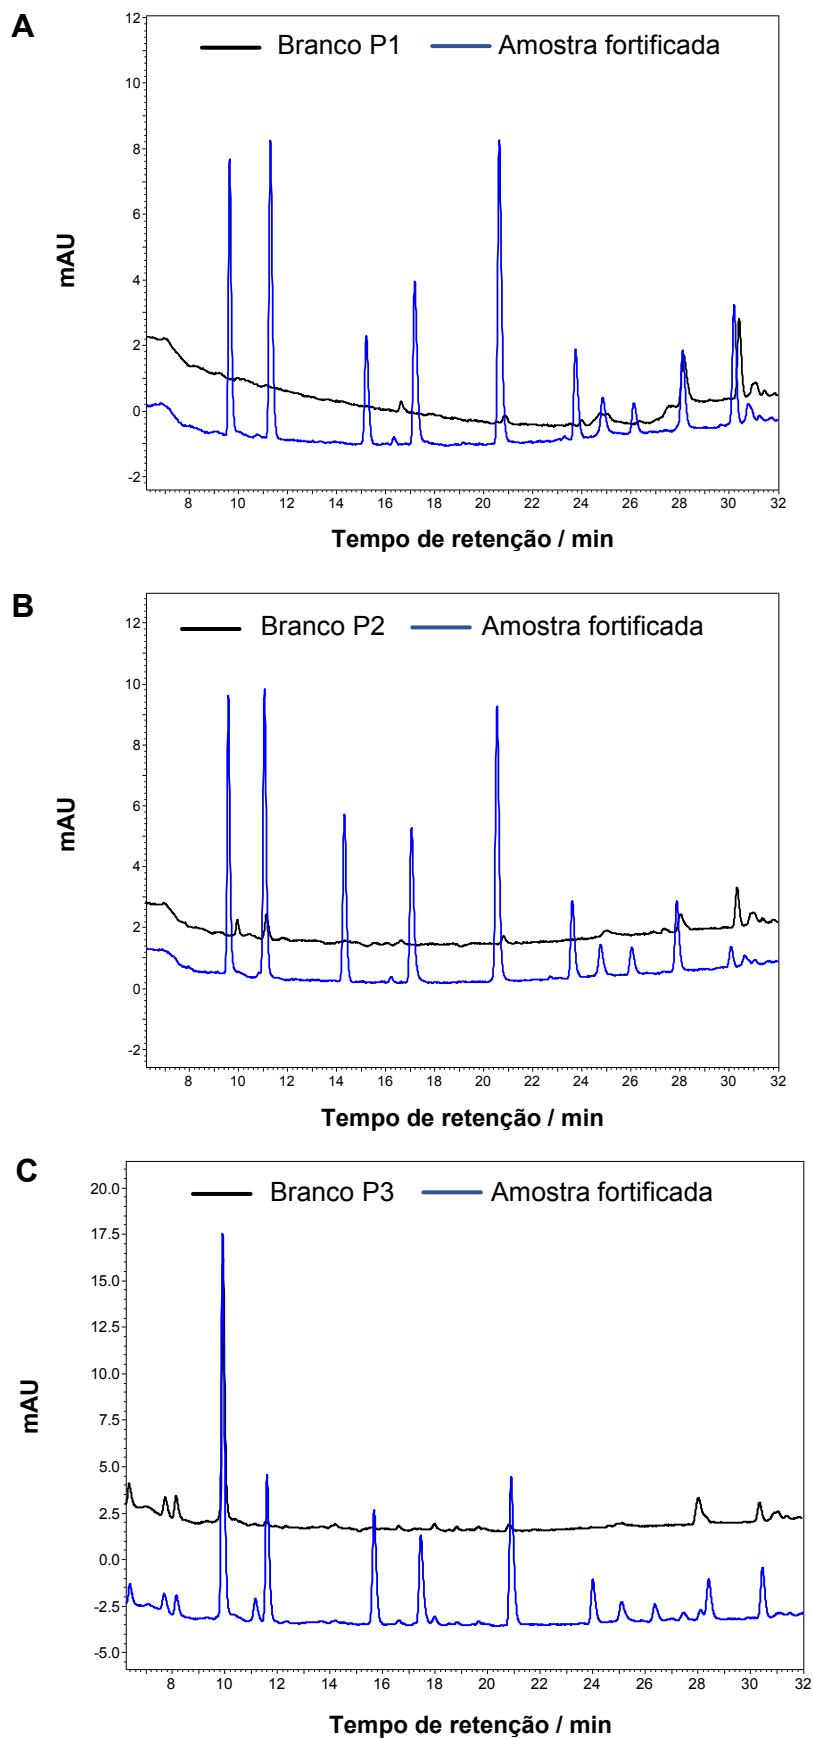 A
Branco P1 Amostra fortificada
12
10
8
6
4
2
0
-2
mAU
8 10 12 14 16 18 20 22 24 26 28 30 32
Tempo de retenção / min
B
Branco P2 Amostra fortificada
12
10
8
6
4
2
0
-2
mAU
8 10 12 14 16 18 20 22 24 26 28 30 32
Tempo de retenção / min
C
Branco P3 Amostra fortificada
20.0
17.5
15.0
12.5
10.0
7.5
5.0
2.5
0.0
-2.5
-5.0
mAU
8 10 12 14 16 18 20 22 24 26 28 30 32
Tempo de retenção / min